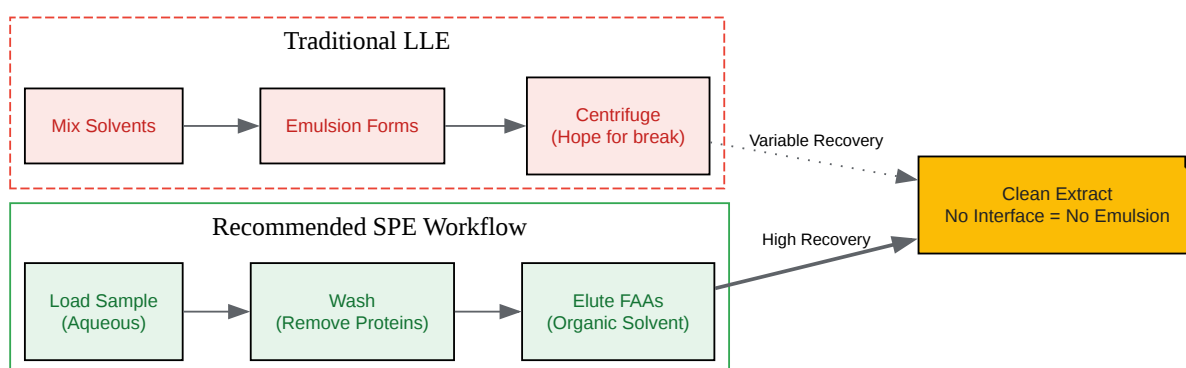 Traditional LLE
Mix Solvents
Emulsion Forms
Centrifuge
(Hope for break)
Variable Recovery
Clean Extract
No Interface = No Emulsion
Recommended SPE Workflow
High Recovery
Load Sample
(Aqueous)
Wash
(Remove Proteins)
Elute FAAs
(Organic Solvent)